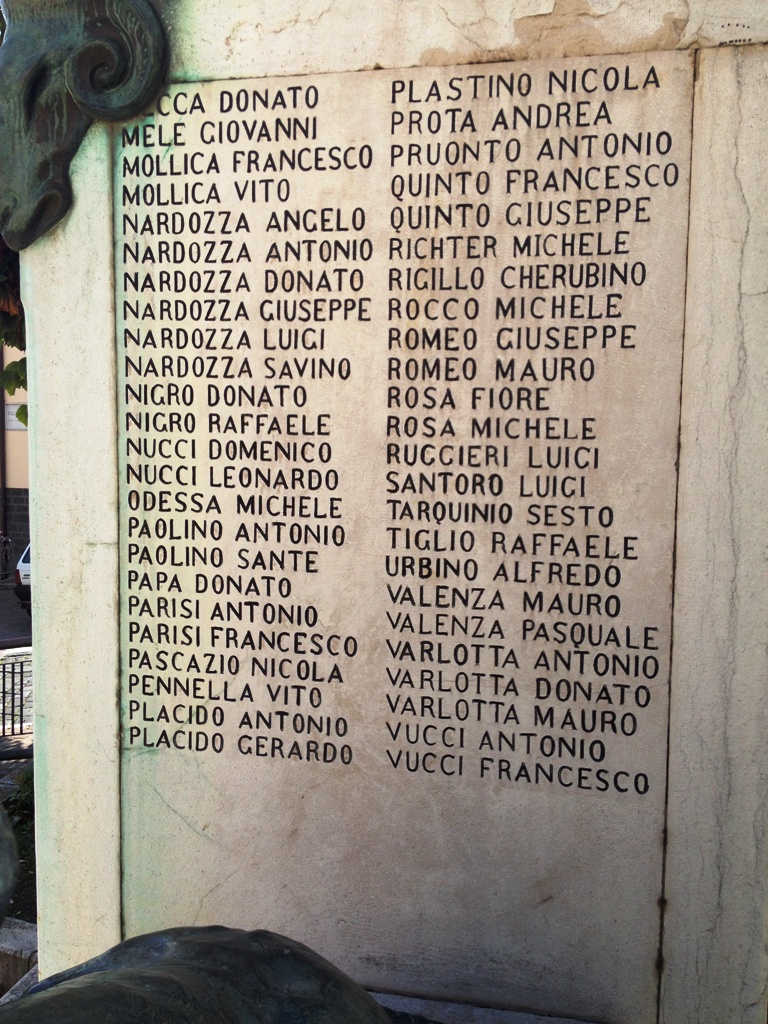 DONATO
MELE GIOVANNI
MOLLICA FRANCESCO
MOLLICA VITO
NARDOZZA ANGELO
NARDOZZA ANTONIO
NARDOZZA DONATO
NARDOZZA GIUSEPPE
NARDOZZA LUIGI
NARDOZZA SAVINO
NIGRO DONATO
NIGRO RAFFAELE
NUCCI DOMENICO
NUCCI LEONARDO
ODESSA MICHELE
PAOLINO ANTONIO
PAOLINO SANTE
PAPA DONATO
PARISI ANTONIO
PARISI FRANCESCO
PASCAZIO NICOLA
PENNELLA VITO
PLACIDO ANTONIO
PLACIDO GERARDO
PLASTINO NICOLA
PROTA ANDREA
PRUONTO ANTONIO
QUINTO FRANCESCO
QUINTO GIUSEPPE
RICHTER MICHELE
RIGILLO CHERUBINO
ROCCO MICHELE
ROMEO GIUSEPPE
ROMEO MAURO
ROSA FIORE
ROSA MICHELE
RUGGIERI LUIGI
SANTORO LUIGI
TARQUINIO SESTO
TIGLIO RAFFAELE
URBINO ALFREDO
VALENZA MAURO
VALENZA PASQUALE
VARLOTTA ANTONIO
VARLOTTA DONATO
VARLOTTA MAURO
VUCCI ANTONIO
VUCCI FRANCESCO